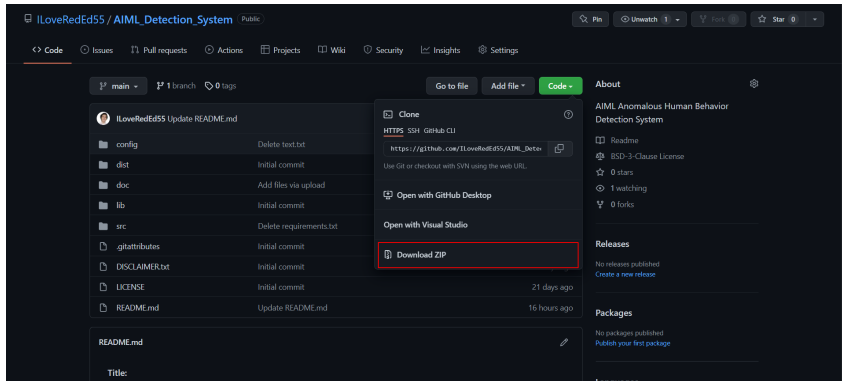 ILoveRedEd55 / AIML_Detection_System Public
Pin Unwatch 1 Fork 0 Star 0
Code Issues Pull requests Actions Projects Wiki Security Insights Settings
main 1 branch 0 tags Go to file Add file Code
ILoveRedEd55 Update README.md
config Delete text.txt
dist Initial commit
doc Add files via upload
lib Initial commit
src Delete requirements.txt
.gitattributes Initial commit
DISCLAIMER.txt Initial commit
LICENSE Initial commit 21 days ago
README.md Update README.md 16 hours ago
Clone
HTTPS SSH GitHub CLI
https://github.com/ILoveRedEd55/AIML_Detec
Use Git or checkout with SVN using the web URL.
Open with GitHub Desktop
Open with Visual Studio
Download ZIP
README.md
Title:
About
AIML Anomalous Human Behavior
Detection System
Readme
BSD-3-Clause License
0 stars
1 watching
0 forks
Releases
No releases published
Create a new release
Packages
No packages published
Publish your first package